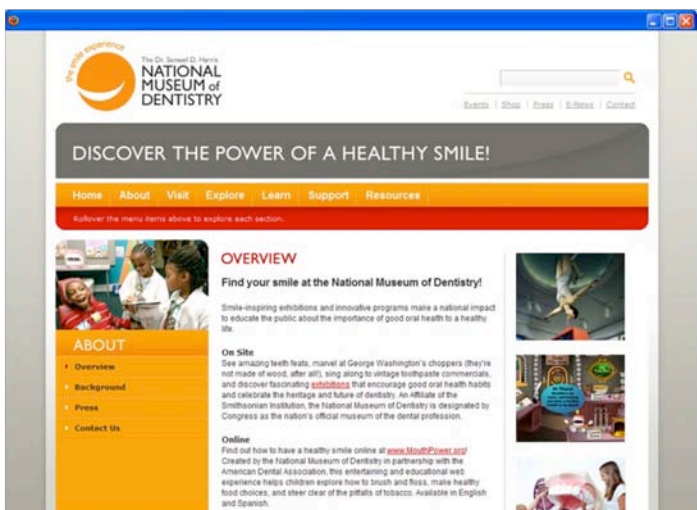 the smile experience
The Dr. Samuel D. Harris
NATIONAL
MUSEUM of
DENTISTRY
Events | Shop | Press | E-News | Contact
DISCOVER THE POWER OF A HEALTHY SMILE!
Home About Visit Explore Learn Support Resources
Rollover the menu items above to explore each section.
OVERVIEW
Find your smile at the National Museum of Dentistry!
Smile-inspiring exhibitions and innovative programs make a national impact
to educate the public about the importance of good oral health to a healthy
life.
ABOUT
Overview
Background
Press
Contact Us
On Site
See amazing teeth feats, marvel at George Washington's choppers (they're
not made of wood, after all!), sing along to vintage toothpaste commercials,
and discover fascinating exhibitions that encourage good oral health habits
and celebrate the heritage and future of dentistry. An Affiliate of the
Smithsonian Institution, the National Museum of Dentistry is designated by
Congress as the nation's official museum of the dental profession.
Online
Find out how to have a healthy smile online at www.MouthPower.org!
Created by the National Museum of Dentistry in partnership with the
American Dental Association, this entertaining and educational web
experience helps children explore how to brush and floss, make healthy
food choices, and steer clear of the pitfalls of tobacco. Available in English
and Spanish.